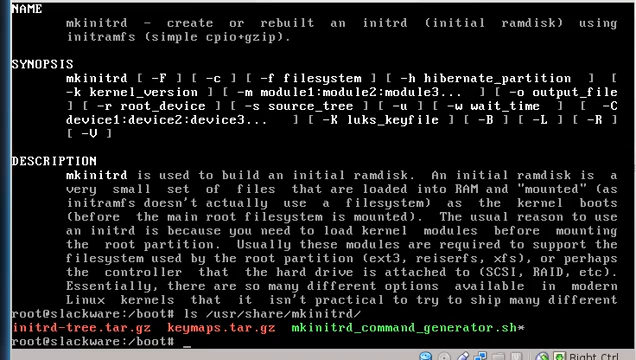 NAME
mkinitrd - create or rebuilt an initrd (initial ramdisk) using
initramfs (simple cpio+gzip).
SYNOPSIS
mkinitrd [ -F ] [ -c ] [ -f filesystem ] [ -h hibernate_partition ] [
-k kernel_version ] [ -m module1:module2:module3... ] [ -o output_file
] [ -r root_device ] [ -s source_tree ] [ -u ] [ -w wait_time ] [ -C
device1:device2:device3... ] [ -K luks_keyfile ] [ -B ] [ -L ] [ -R ]
[ -V ]
DESCRIPTION
mkinitrd is used to build an initial ramdisk. An initial ramdisk is a
very small set of files that are loaded into RAM and "mounted" (as
initramfs doesn't actually use a filesystem) as the kernel boots
(before the main root filesystem is mounted). The usual reason to use
an initrd is because you need to load kernel modules before mounting
the root partition. Usually these modules are required to support the
filesystem used by the root partition (ext3, reiserfs, xfs), or perhaps
the controller that the hard drive is attached to (SCSI, RAID, etc).
Essentially, there are so many different options available in modern
Linux kernels that it isn't practical to try to ship many different
root@slackware:/boot# ls /usr/share/mkinitrd/
initrd-tree.tar.gz keymaps.tar.gz mkinitrd_command_generator.sh*
root@slackware:/boot# _
Right Ctrl